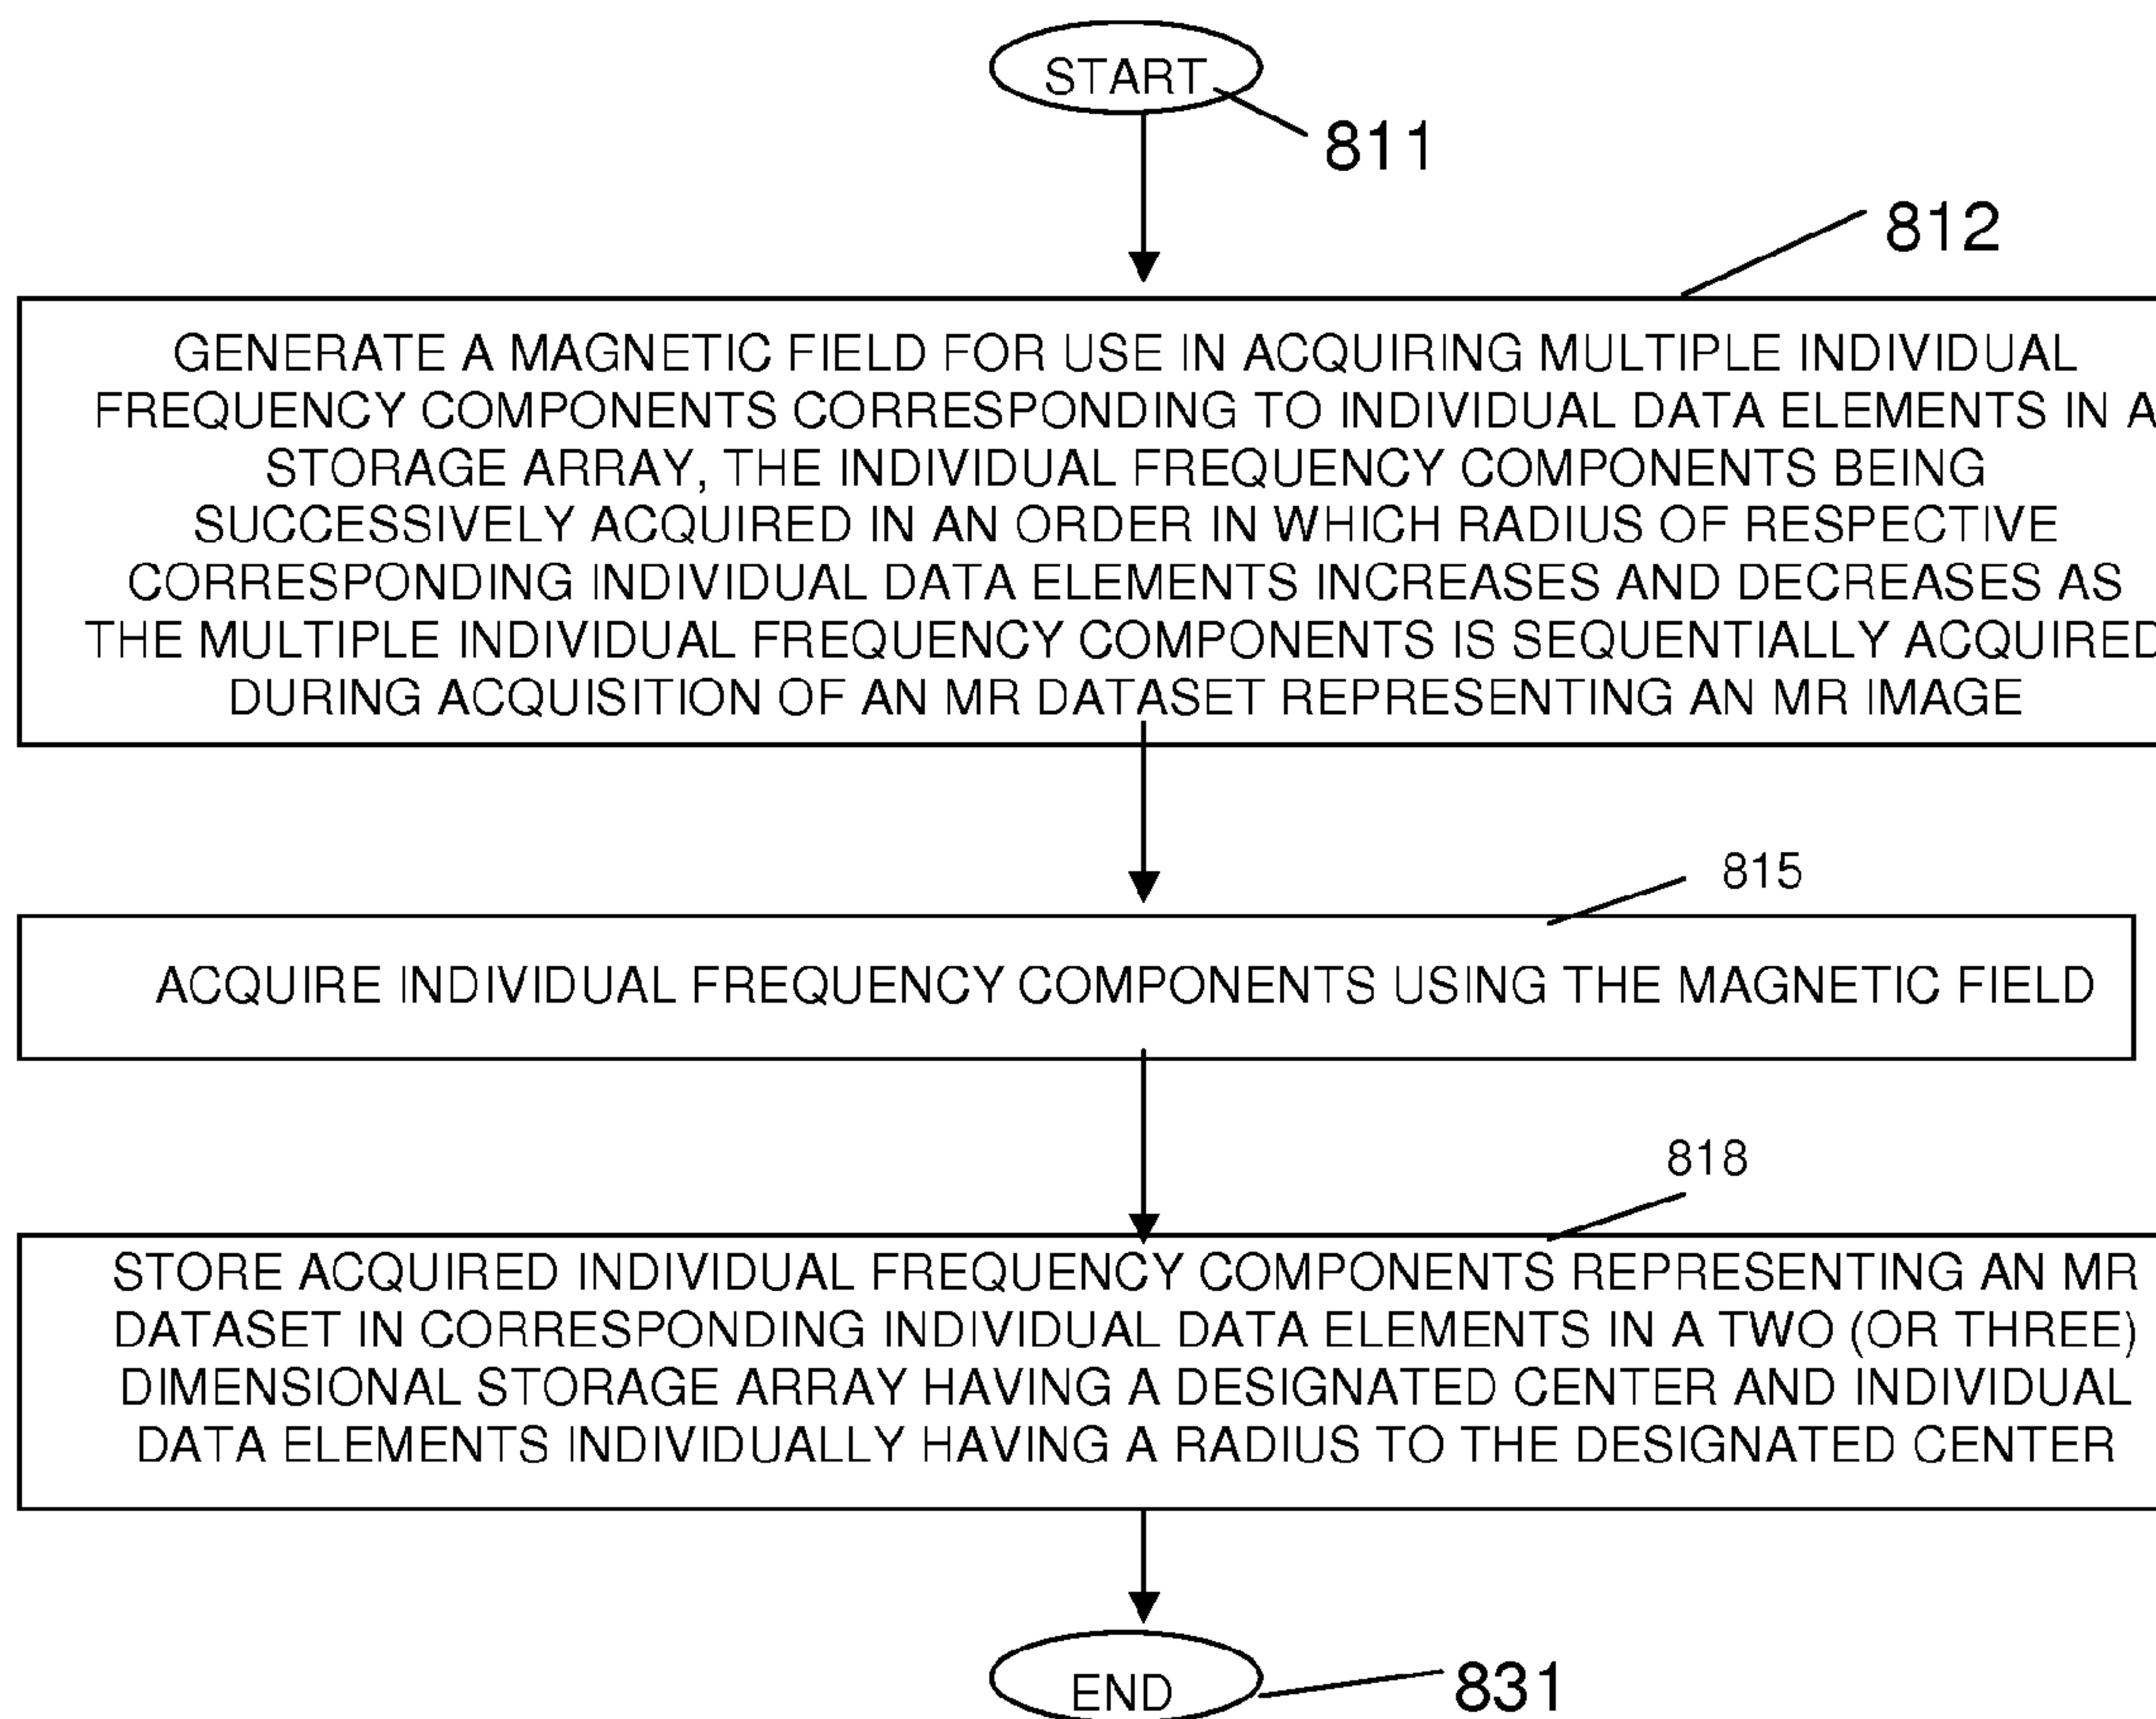 START
811
812
GENERATE A MAGNETIC FIELD FOR USE IN ACQUIRING MULTIPLE INDIVIDUAL
FREQUENCY COMPONENTS CORRESPONDING TO INDIVIDUAL DATA ELEMENTS IN A
STORAGE ARRAY, THE INDIVIDUAL FREQUENCY COMPONENTS BEING
SUCCESSIVELY ACQUIRED IN AN ORDER IN WHICH RADIUS OF RESPECTIVE
CORRESPONDING INDIVIDUAL DATA ELEMENTS INCREASES AND DECREASES AS
THE MULTIPLE INDIVIDUAL FREQUENCY COMPONENTS IS SEQUENTIALLY ACQUIRED
DURING ACQUSITION OF AN MR DATASET REPRESENTING AN MR IMAGE
815
ACQUIRE INDIVIDUAL FREQUENCY COMPONENTS USING THE MAGNETIC FIELD
818
STORE ACQUIRED INDIVIDUAL FREQUENCY COMPONENTS REPRESENTING AN MR
DATASET IN CORRESPONDING INDIVIDUAL DATA ELEMENTS IN A TWO (OR THREE)
DIMENSIONAL STORAGE ARRAY HAVING A DESIGNATED CENTER AND INDIVIDUAL
DATA ELEMENTS INDIVIDUALLY HAVING A RADIUS TO THE DESIGNATED CENTER
END
831